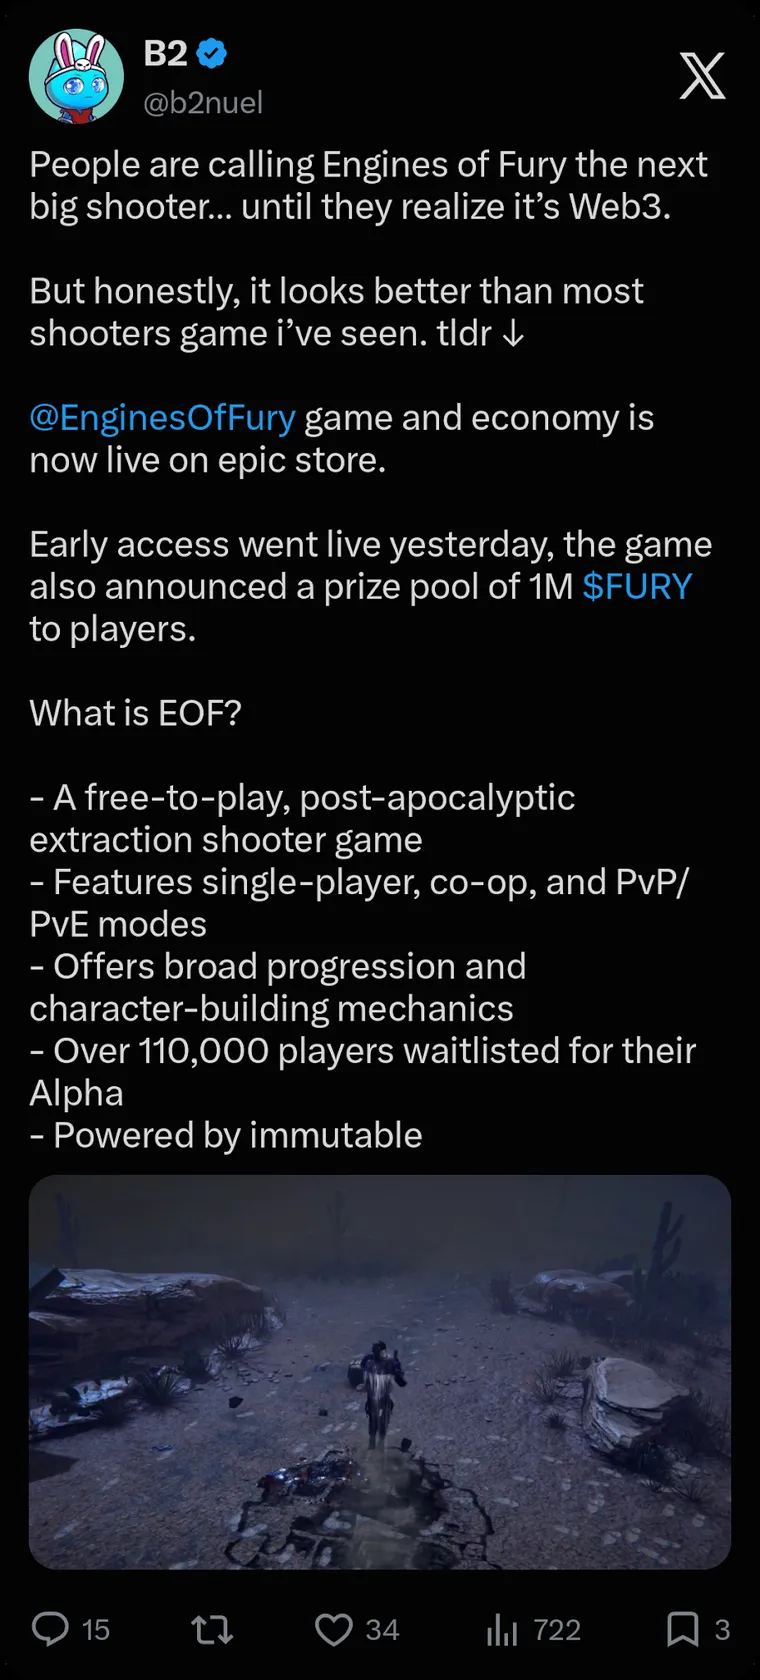 B2
@b2nuel
People are calling Engines of Fury the next
big shooter... until they realize it’s Web3.
But honestly, it looks better than most
shooters game i’ve seen. tldr ↓
@EnginesOfFury game and economy is
now live on epic store.
Early access went live yesterday, the game
also announced a prize pool of 1M $FURY
to players.
What is EOF?
- A free-to-play, post-apocalyptic
extraction shooter game
- Features single-player, co-op, and PvP/
PvE modes
- Offers broad progression and
character-building mechanics
- Over 110,000 players waitlisted for their
Alpha
- Powered by immutable
15 34 722 3